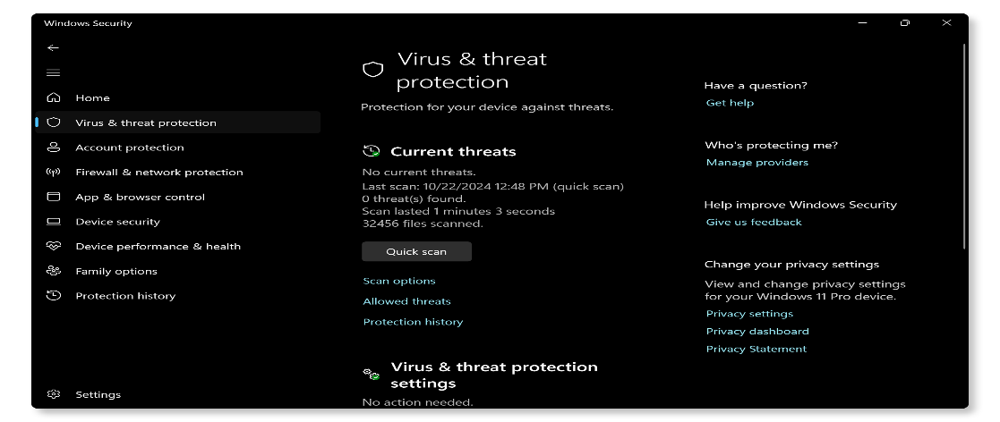 Windows Security
Home
Virus & threat protection
Account protection
Firewall & network protection
App & browser control
Device security
Device performance & health
Family options
Protection history
Settings
Virus & threat
protection
Protection for your device against threats.
Current threats
No current threats.
Last scan: 10/22/2024 12:48 PM (quick scan)
0 threat(s) found.
Scan lasted 1 minutes 3 seconds
32456 files scanned.
Quick scan
Scan options
Allowed threats
Protection history
Virus & threat protection
settings
No action needed.
Have a question?
Get help
Who's protecting me?
Manage providers
Help improve Windows Security
Give us feedback
Change your privacy settings
View and change privacy settings
for your Windows 11 Pro device.
Privacy settings
Privacy dashboard
Privacy Statement